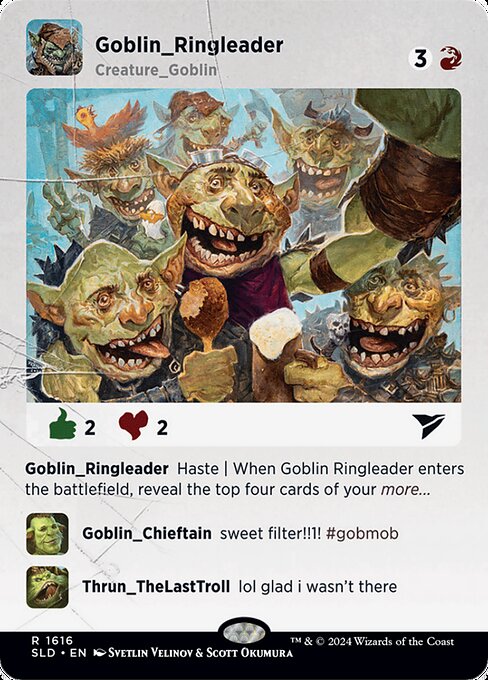 Goblin_Ringleader
Creature_Goblin
3
2
2
Goblin_Ringleader Haste | When Goblin Ringleader enters
the battlefield, reveal the top four cards of your more...
Goblin_Chieftain sweet filter!!1! #gobmob
Thrun_TheLastTroll lol glad i wasn't there
R 1616
SLD • EN Svetlin Velinov & Scott Okumura
™ & © 2024 Wizards of the Coast